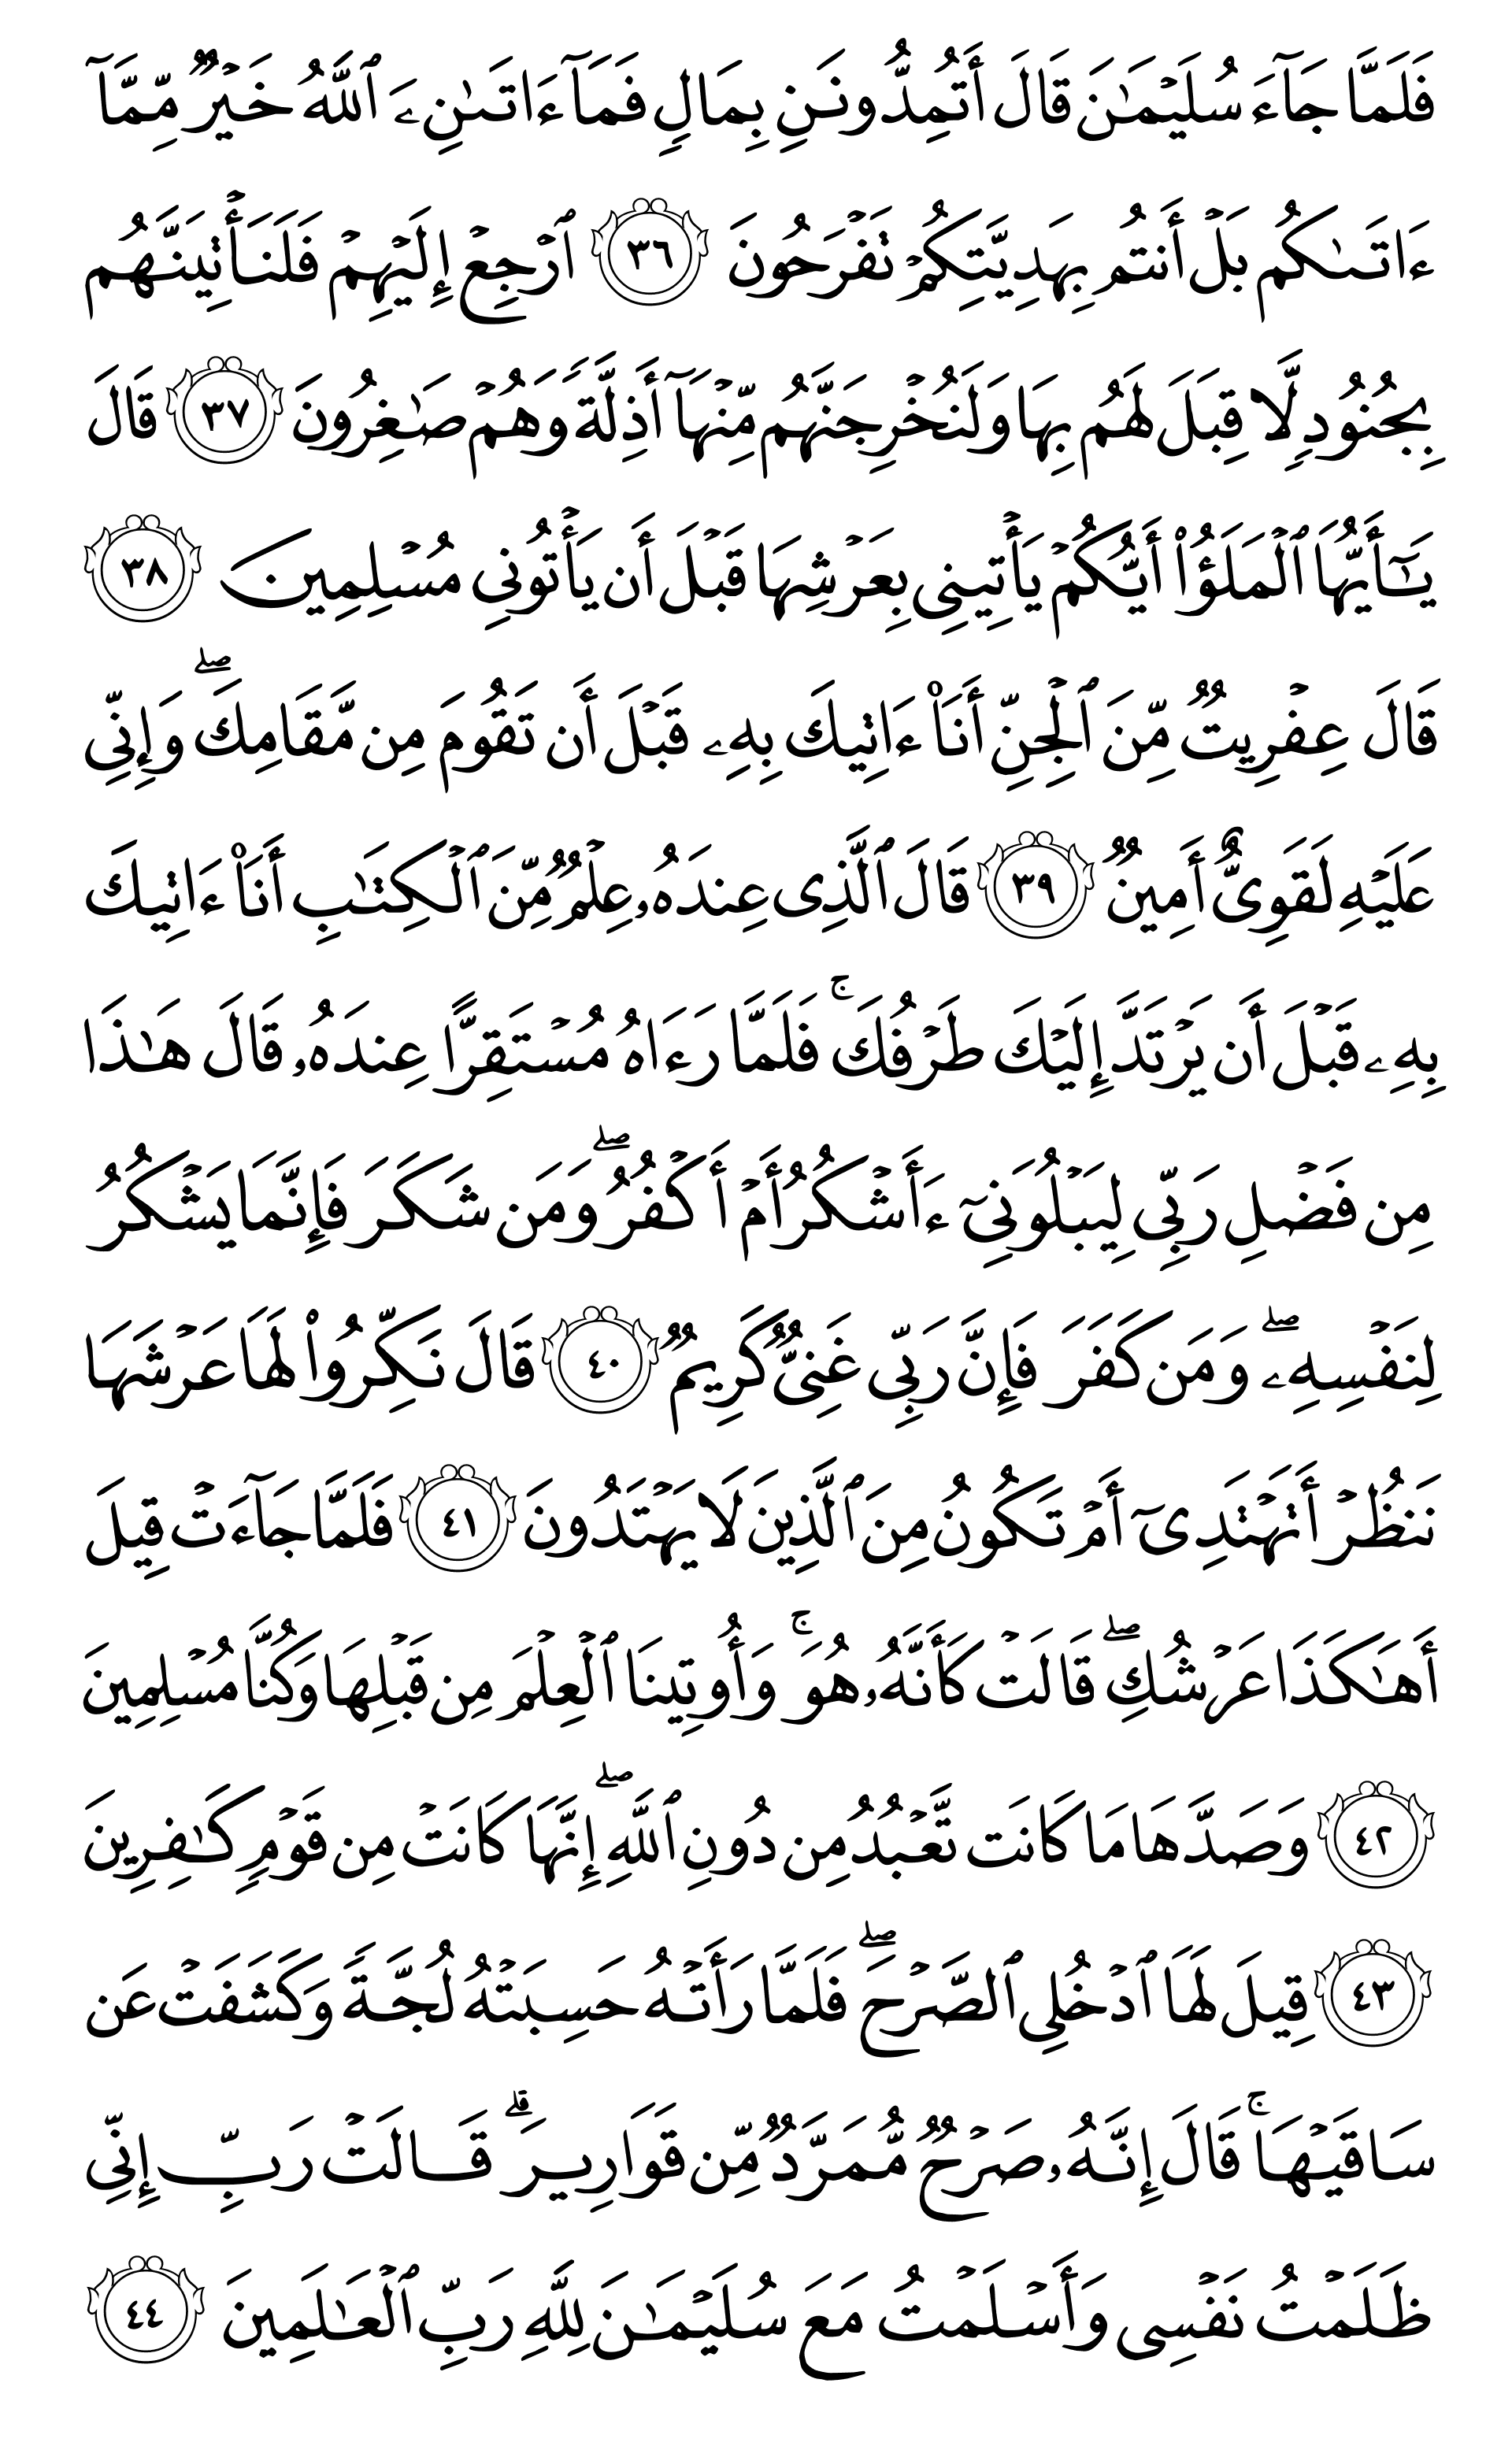 فَلَمَّا جَآءَ سُلَيۡمَٰنَ قَالَ أَتُمِدُّونَنِ بِمَالٖ فَمَآ ءَاتَىٰنِۦَ ٱللَّهُ خَيۡرٞ مِّمَّآ
ءَاتَىٰكُمۚ بَلۡ أَنتُم بِهَدِيَّتِكُمۡ تَفۡرَحُونَ ٣٦ ٱرۡجِعۡ إِلَيۡهِمۡ فَلَنَأۡتِيَنَّهُم
بِجُنُودٖ لَّا قِبَلَ لَهُم بِهَا وَلَنُخۡرِجَنَّهُم مِّنۡهَآ أَذِلَّةٗ وَهُمۡ صَٰغِرُونَ ٣٧ قَالَ
يَٰٓأَيُّهَا ٱلۡمَلَؤُاْ أَيُّكُمۡ يَأۡتِينِي بِعَرۡشِهَا قَبۡلَ أَن يَأۡتُونِي مُسۡلِمِينَ ٣٨
قَالَ عِفۡرِيتٞ مِّنَ ٱلۡجِنِّ أَنَا۠ ءَاتِيكَ بِهِۦ قَبۡلَ أَن تَقُومَ مِن مَّقَامِكَۖ وَإِنِّي
عَلَيۡهِ لَقَوِيٌّ أَمِينٞ ٣٩ قَالَ ٱلَّذِي عِندَهُۥ عِلۡمٞ مِّنَ ٱلۡكِتَٰبِ أَنَا۠ ءَاتِيكَ
بِهِۦ قَبۡلَ أَن يَرۡتَدَّ إِلَيۡكَ طَرۡفُكَۚ فَلَمَّا رَءَاهُ مُسۡتَقِرًّا عِندَهُۥ قَالَ هَٰذَا
مِن فَضۡلِ رَبِّي لِيَبۡلُوَنِيٓ ءَأَشۡكُرُ أَمۡ أَكۡفُرُۖ وَمَن شَكَرَ فَإِنَّمَا يَشۡكُرُ
لِنَفۡسِهِۦۖ وَمَن كَفَرَ فَإِنَّ رَبِّي غَنِيّٞ كَرِيمٞ ٤٠ قَالَ نَكِّرُواْ لَهَا عَرۡشَهَا
نَنظُرۡ أَتَهۡتَدِيٓ أَمۡ تَكُونُ مِنَ ٱلَّذِينَ لَا يَهۡتَدُونَ ٤١ فَلَمَّا جَآءَتۡ قِيلَ
أَهَٰكَذَا عَرۡشُكِۖ قَالَتۡ كَأَنَّهُۥ هُوَۚ وَأُوتِينَا ٱلۡعِلۡمَ مِن قَبۡلِهَا وَكُنَّا مُسۡلِمِينَ
٤٢ وَصَدَّهَا مَا كَانَت تَّعۡبُدُ مِن دُونِ ٱللَّهِۖ إِنَّهَا كَانَتۡ مِن قَوۡمٖ كَٰفِرِينَ
٤٣ قِيلَ لَهَا ٱدۡخُلِي ٱلصَّرۡحَۖ فَلَمَّا رَأَتۡهُ حَسِبَتۡهُ لُجَّةٗ وَكَشَفَتۡ عَن
سَاقَيۡهَاۚ قَالَ إِنَّهُۥ صَرۡحٞ مُّمَرَّدٞ مِّن قَوَارِيرَۗ قَالَتۡ رَبِّ إِنِّي
ظَلَمۡتُ نَفۡسِي وَأَسۡلَمۡتُ مَعَ سُلَيۡمَٰنَ لِلَّهِ رَبِّ ٱلۡعَٰلَمِينَ ٤٤